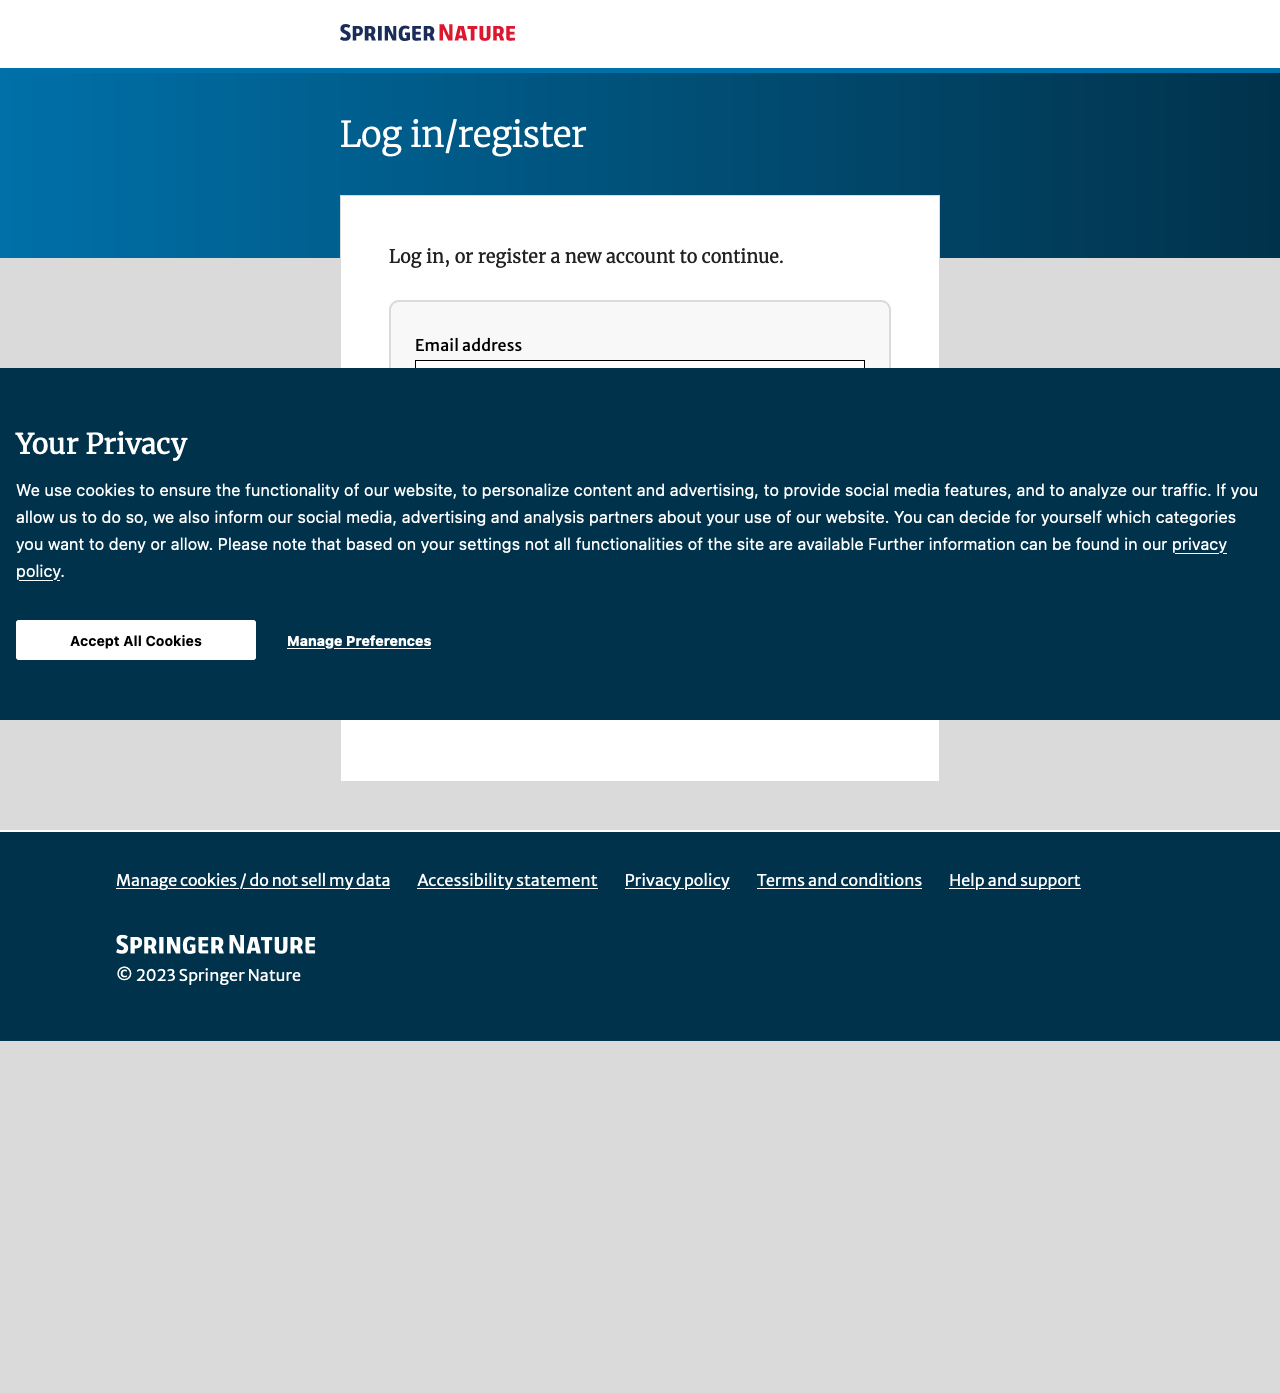 SPRINGER NATURE
Log in/register
Log in, or register a new account to continue.
Email address
Your Privacy
We use cookies to ensure the functionality of our website, to personalize content and advertising, to provide social media features, and to analyze our traffic. If you
allow us to do so, we also inform our social media, advertising and analysis partners about your use of our website. You can decide for yourself which categories
you want to deny or allow. Please note that based on your settings not all functionalities of the site are available Further information can be found in our privacy
policy.
Accept All Cookies Manage Preferences
Manage cookies / do not sell my data Accessibility statement Privacy policy Terms and conditions Help and support
SPRINGER NATURE
© 2023 Springer Nature